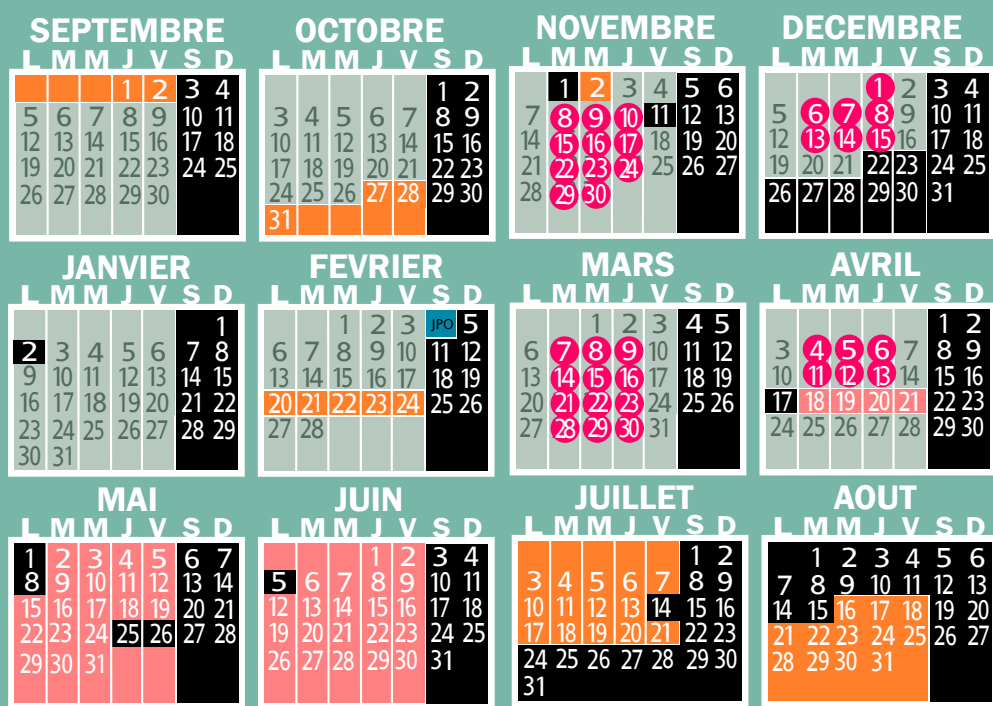 SEPTEMBRE
L M M J V S D
1 2 3 4
5 6 7 8 9 10 11
12 13 14 15 16 17 18
19 20 21 22 23 24 25
26 27 28 29 30
OCTOBRE
L M M J V S D
1 2
3 4 5 6 7 8 9
10 11 12 13 14 15 16
17 18 19 20 21 22 23
24 25 26 27 28 29 30
31
NOVEMBRE
L M M J V S D
1 2 3 4 5 6
7 8 9 10 11 12 13
14 15 16 17 18 19 20
21 22 23 24 25 26 27
28 29 30
DECEMBRE
L M M J V S D
1 2 3 4
5 6 7 8 9 10 11
12 13 14 15 16 17 18
19 20 21 22 23 24 25
26 27 28 29 30 31
JANVIER
L M M J V S D
1
2 3 4 5 6 7 8
9 10 11 12 13 14 15
16 17 18 19 20 21 22
23 24 25 26 27 28 29
30 31
FEVRIER
L M M J V S D
1 2 3 JPO 5
6 7 8 9 10 11 12
13 14 15 16 17 18 19
20 21 22 23 24 25 26
27 28
MARS
L M M J V S D
1 2 3 4 5
6 7 8 9 10 11 12
13 14 15 16 17 18 19
20 21 22 23 24 25 26
27 28 29 30 31
AVRIL
L M M J V S D
1 2
3 4 5 6 7 8 9
10 11 12 13 14 15 16
17 18 19 20 21 22 23
24 25 26 27 28 29 30
MAI
L M M J V S D
1 2 3 4 5 6 7
8 9 10 11 12 13 14
15 16 17 18 19 20 21
22 23 24 25 26 27 28
29 30 31
JUIN
L M M J V S D
1 2 3 4
5 6 7 8 9 10 11
12 13 14 15 16 17 18
19 20 21 22 23 24 25
26 27 28 29 30 31
JUILLET
L M M J V S D
1 2
3 4 5 6 7 8 9
10 11 12 13 14 15 16
17 18 19 20 21 22 23
24 25 26 27 28 29 30
31
AOUT
L M M J V S D
1 2 3 4 5 6
7 8 9 10 11 12 13
14 15 16 17 18 19 20
21 22 23 24 25 26 27
28 29 30 31